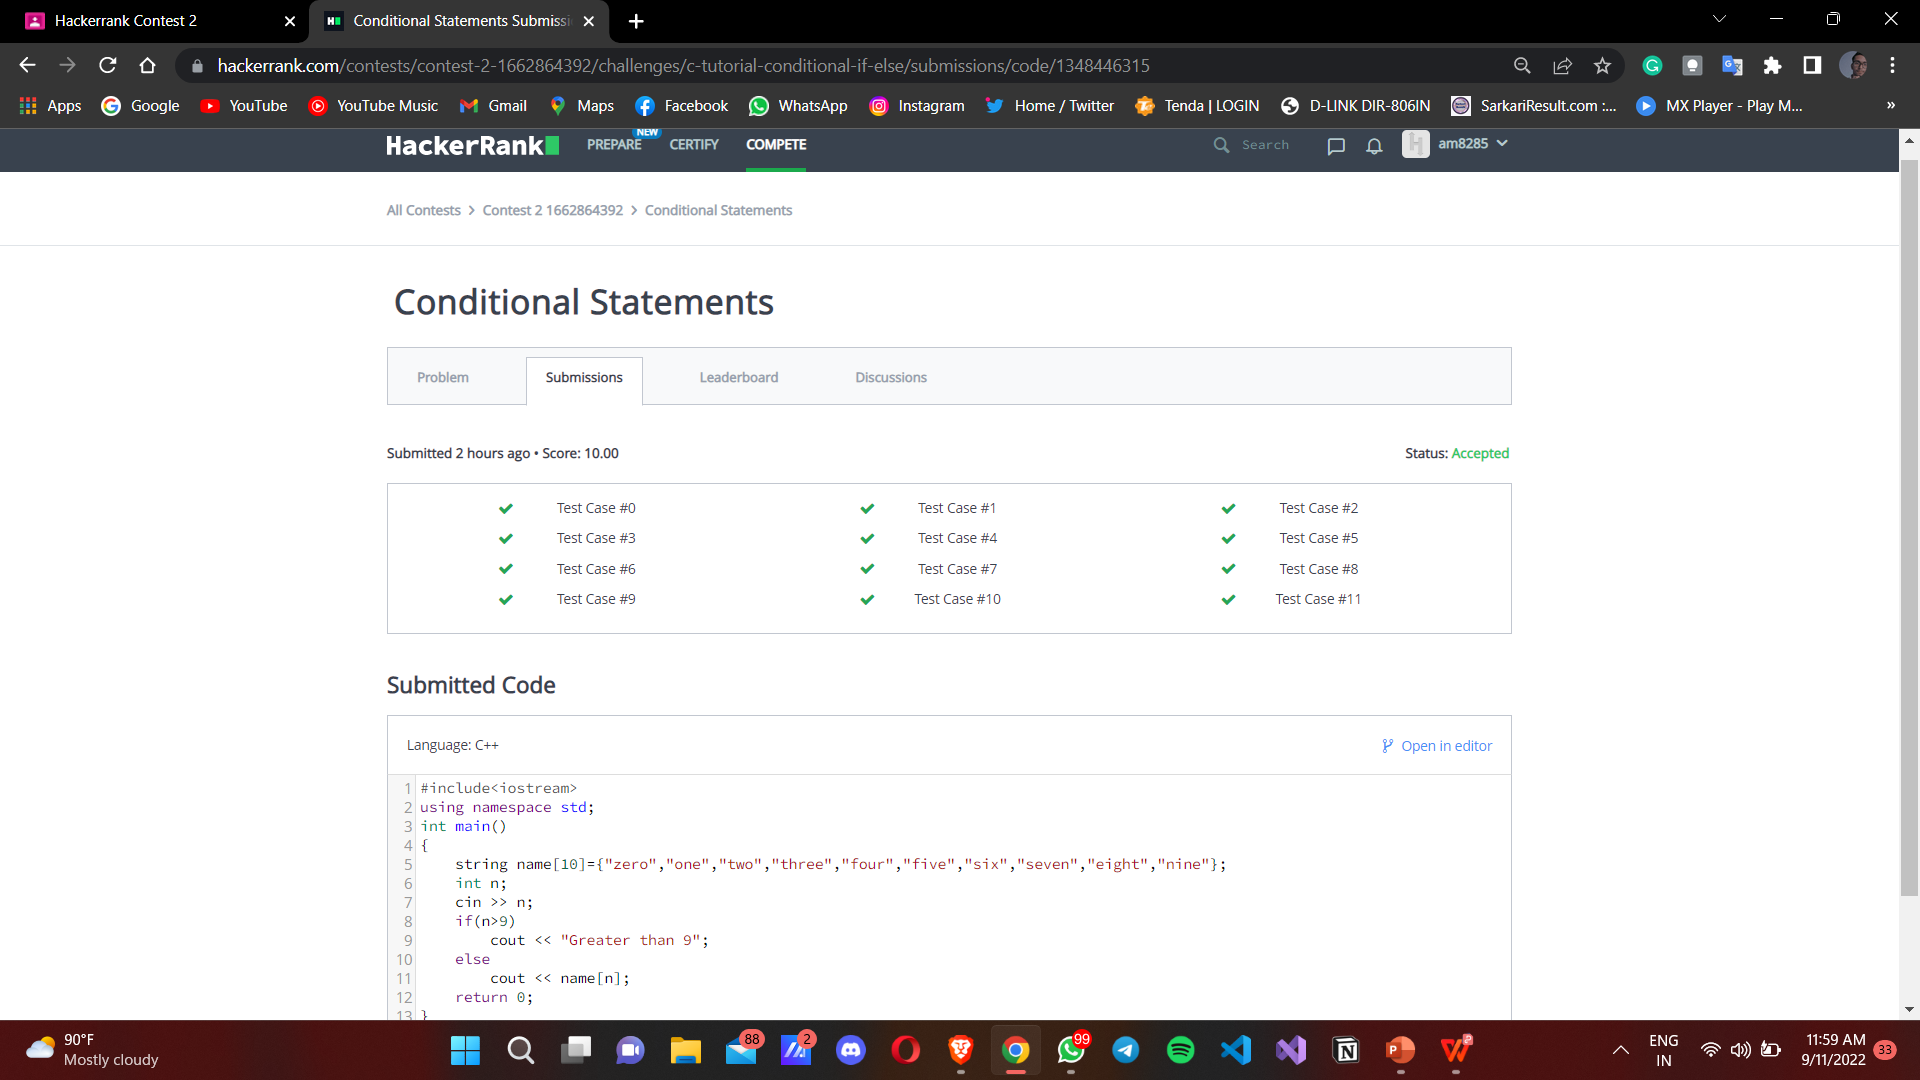 Hackerrank Contest 2
Conditional Statements Submissi
hackerrank.com/contests/contest-2-1662864392/challenges/c-tutorial-conditional-if-else/submissions/code/1348446315
Apps Google YouTube YouTube Music Gmail Maps Facebook WhatsApp Instagram Home / Twitter Tenda | LOGIN D-LINK DIR-806IN SarkariResult.com :... MX Player - Play M... »
HackerRank PREPARE NEW CERTIFY COMPETE Search am8285
All Contests > Contest 2 1662864392 > Conditional Statements
Conditional Statements
Problem Submissions Leaderboard Discussions
Submitted 2 hours ago • Score: 10.00 Status: Accepted
Test Case #0 Test Case #1 Test Case #2
Test Case #3 Test Case #4 Test Case #5
Test Case #6 Test Case #7 Test Case #8
Test Case #9 Test Case #10 Test Case #11
Submitted Code
Language: C++ Open in editor
1 #include<iostream>
2 using namespace std;
3 int main()
4 {
5 string name[10]={"zero","one","two","three","four","five","six","seven","eight","nine"};
6 int n;
7 cin >> n;
8 if(n>9)
9 cout << "Greater than 9";
10 else
11 cout << name[n];
12 return 0;
13 }
90°F
Mostly cloudy
88 2 99 2
ENG
IN
11:59 AM
9/11/2022
33